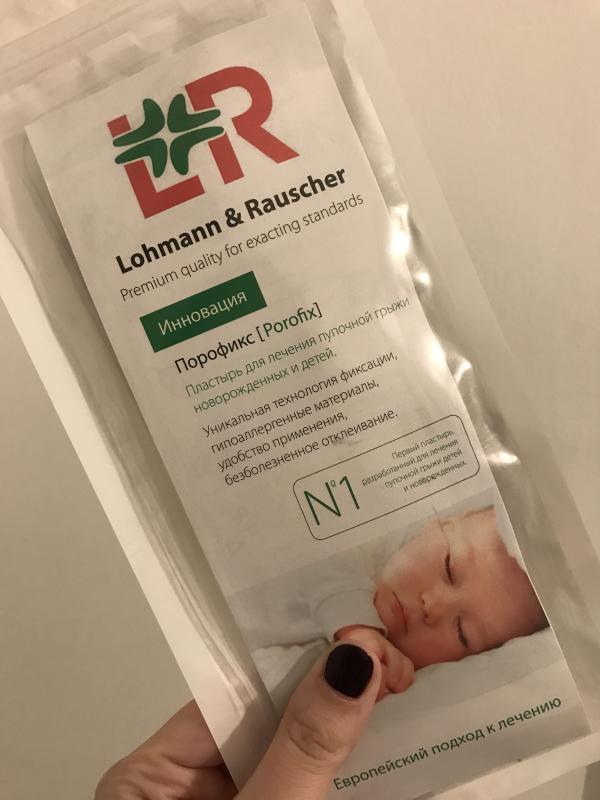 LR
Lohmann & Rauscher
Premium quality for exacting standards
Инновация
Порофикс [Porofix]
Пластырь для лечения пупочной грыжи
новорожденных и детей.
Уникальная технология фиксации,
гипоаллергенные материалы,
удобство применения,
безболезненное отклеивание.
№1
Первый пластырь,
разработанный для лечения
пупочной грыжи детей
и новорожденных.
Европейский подход к лечению